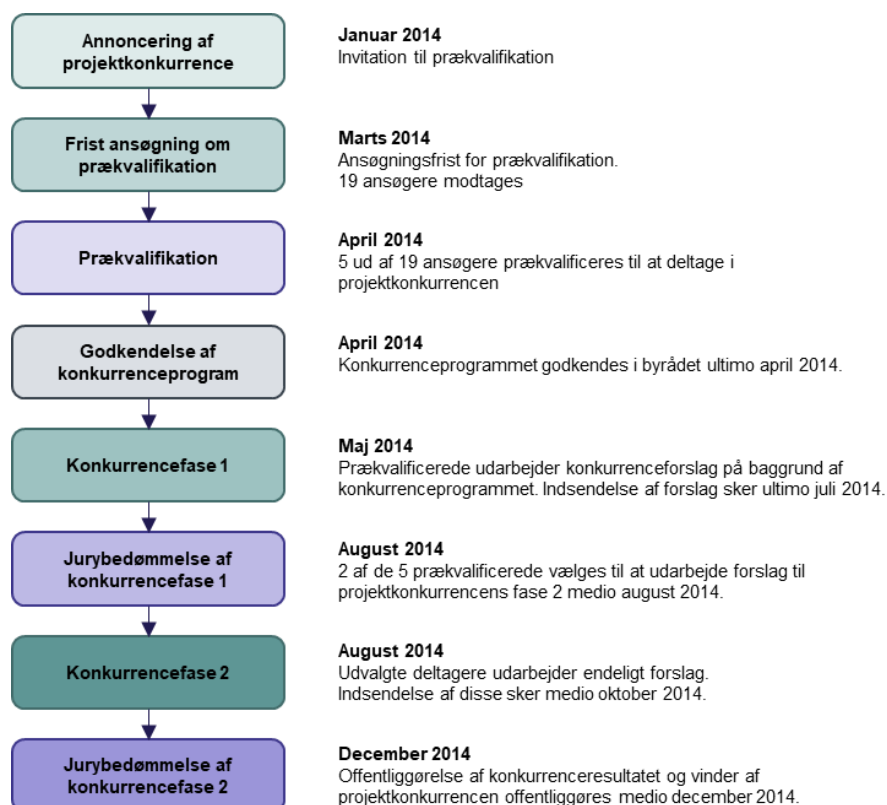 Annoncering af
projektkonkurrence
Januar 2014
Invitation til prækvalifikation
Frist ansøgning om
prækvalifikation
Marts 2014
Ansøgningsfrist for prækvalifikation.
19 ansøgere modtages
Prækvalifikation
April 2014
5 ud af 19 ansøgere prækvalificeres til at deltage i
projektkonkurrencen
Godkendelse af
konkurrenceprogram
April 2014
Konkurrenceprogrammet godkendes i byrådet ultimo april 2014.
Konkurrencefase 1
Maj 2014
Prækvalificerede udarbejder konkurrenceforslag på baggrund af
konkurrenceprogrammet. Indsendelse af forslag sker ultimo juli 2014.
Jurybedømmelse af
konkurrencefase 1
August 2014
2 af de 5 prækvalificerede vælges til at udarbejde forslag til
projektkonkurrencens fase 2 medio august 2014.
Konkurrencefase 2
August 2014
Udvalgte deltagere udarbejder endeligt forslag.
Indsendelse af disse sker medio oktober 2014.
Jurybedømmelse af
konkurrencefase 2
December 2014
Offentliggørelse af konkurrenceresultatet og vinder af
projektkonkurrencen offentliggøres medio december 2014.